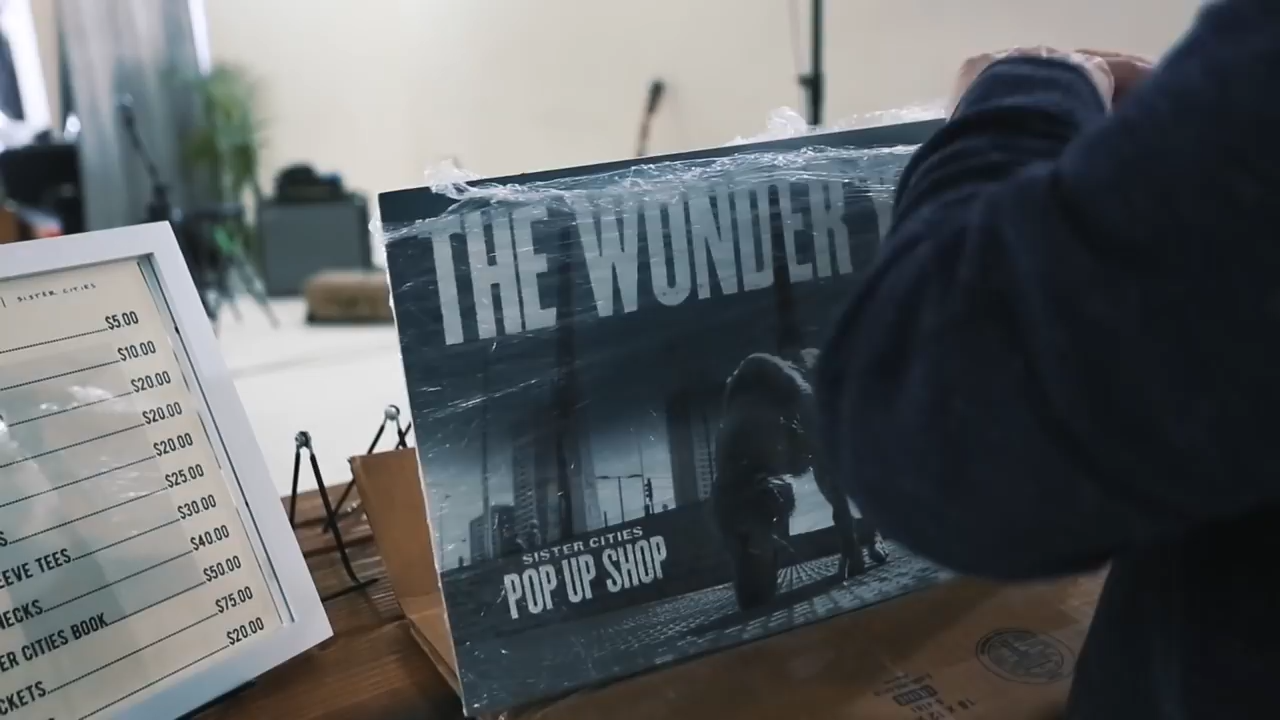 SISTER CITIES
$5.00
$10.00
$20.00
$20.00
$20.00
$25.00
EEVE TEES $30.00
HECKS $40.00
ER CITIES BOOK $50.00
$75.00
CKETS $20.00
THE WONDER
SISTER CITIES
POP UP SHOP